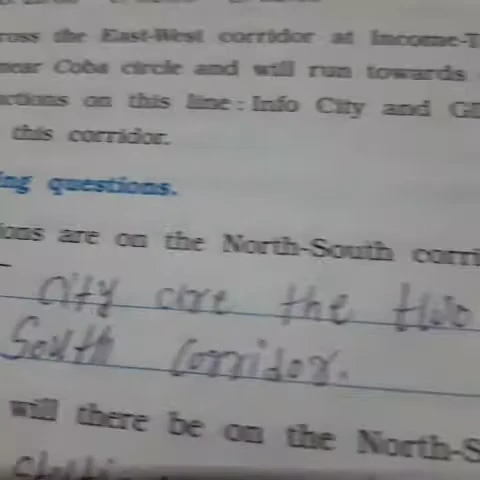 ross the East-West corridor at Income-T
near Coba circle and will run towards
nctions on this line : Info City and GI
this corridor.
ing questions.
ions are on the North-South corri
City are the two
South Corridor.
will there be on the North-S